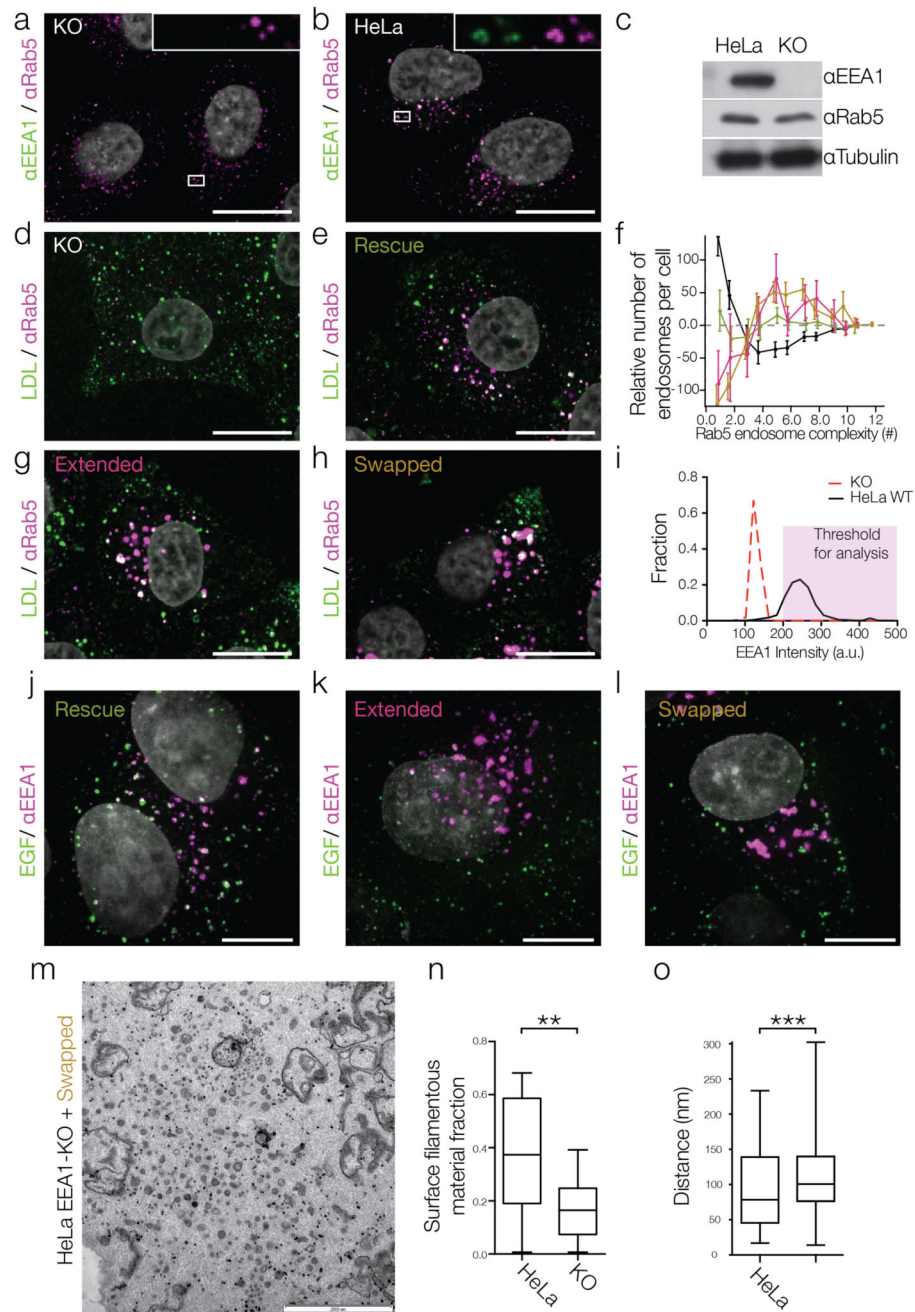 a
KO
αEEA1 / αRab5
b
HeLa
αEEA1 / αRab5
c
HeLa KO
αEEA1
αRab5
αTubulin
d
KO
LDL / αRab5
e
Rescue
LDL / αRab5
f
Relative number of
endosomes per cell
100
50
0.0
-50
-100
0.0 2.0 4.0 6.0 8.0 10 12
Rab5 endosome complexity (#)
g
Extended
LDL / αRab5
h
Swapped
LDL / αRab5
i
KO
HeLa WT
Threshold
for analysis
Fraction
0.8
0.6
0.4
0.2
0.0
0 100 200 300 400 500
EEA1 Intensity (a.u.)
j
Rescue
EGF/ αEEA1
k
Extended
EGF/ αEEA1
l
Swapped
EGF/ αEEA1
m
HeLa EEA1-KO + Swapped
n
**
Surface filamentous
material fraction
0.8
0.6
0.4
0.2
0.0
HeLa
KO
o
***
Distance (nm)
300
250
200
150
100
50
0
HeLa